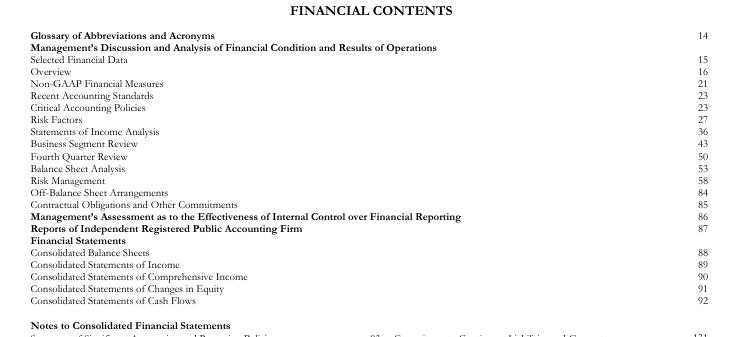 FINANCIAL CONTENTS
Glossary of Abbreviations and Acronyms 14
Management's Discussion and Analysis of Financial Condition and Results of Operations
Selected Financial Data 15
Overview 16
Non-GAAP Financial Measures 21
Recent Accounting Standards 23
Critical Accounting Policies 23
Risk Factors 27
Statements of Income Analysis 36
Business Segment Review 43
Fourth Quarter Review 50
Balance Sheet Analysis 53
Risk Management 58
Off-Balance Sheet Arrangements 84
Contractual Obligations and Other Commitments 85
Management's Assessment as to the Effectiveness of Internal Control over Financial Reporting 86
Reports of Independent Registered Public Accounting Firm 87
Financial Statements
Consolidated Balance Sheets 88
Consolidated Statements of Income 89
Consolidated Statements of Comprehensive Income 90
Consolidated Statements of Changes in Equity 91
Consolidated Statements of Cash Flows 92
Notes to Consolidated Financial Statements